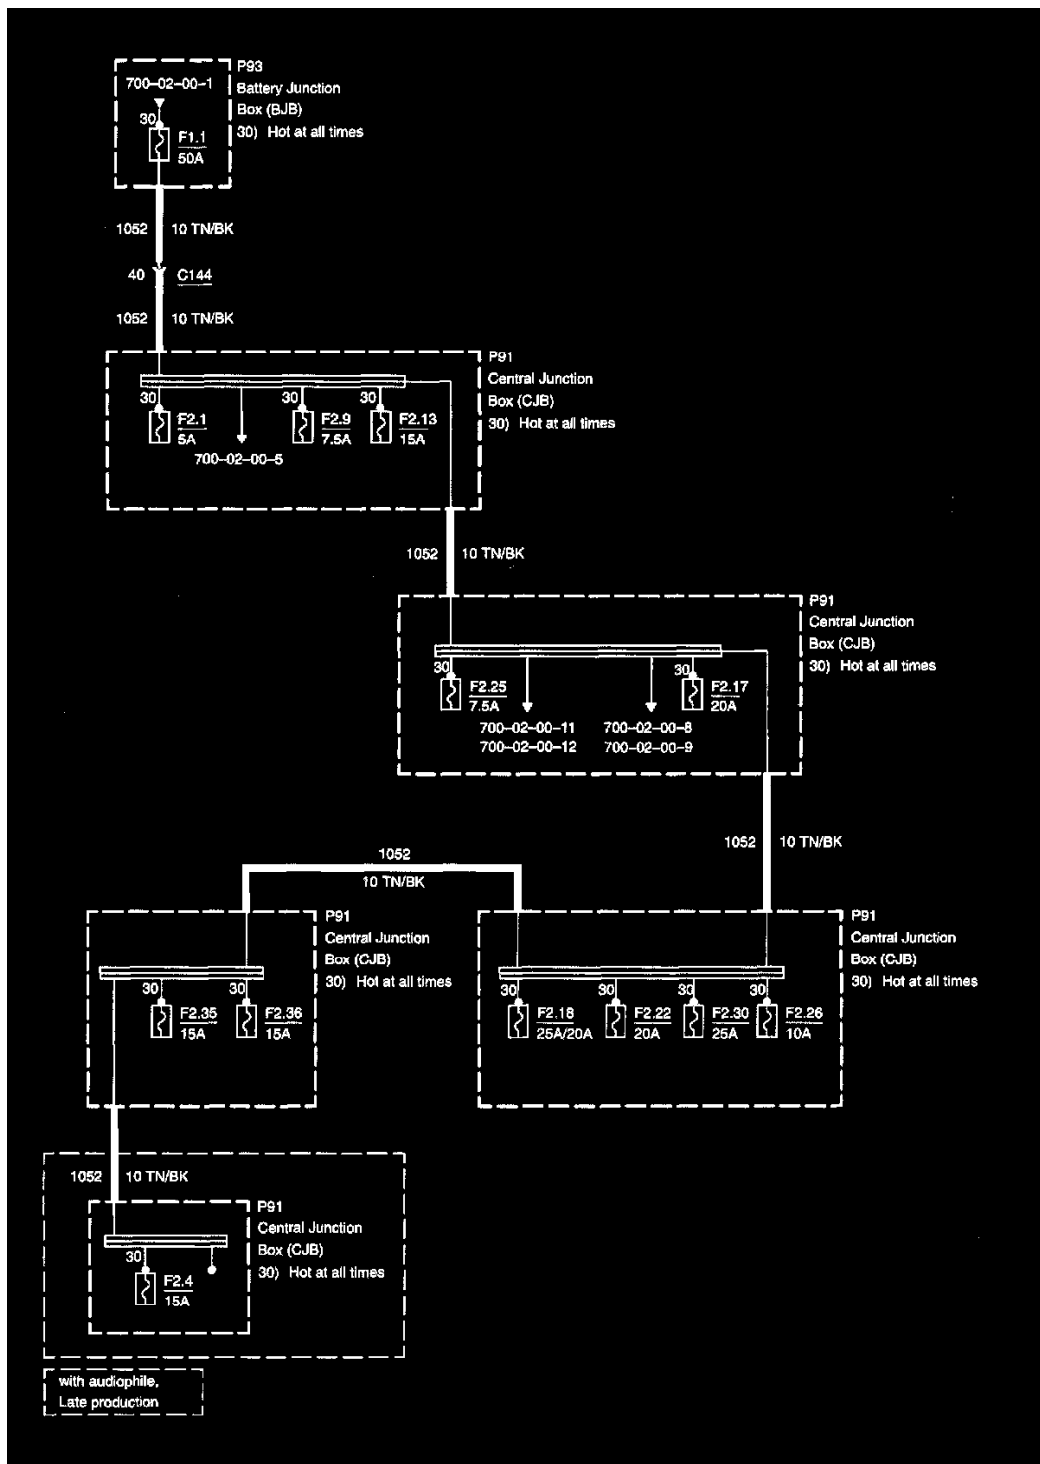 P93
700-02-00-1
Battery Junction
Box (BJB)
30
30) Hot at all times
F1.1
50A
1052 10 TN/BK
40 C144
1052 10 TN/BK
P91
Central Junction
Box (CJB)
30) Hot at all times
30 30 30
F2.1 F2.9 F2.13
5A 7.5A 15A
700-02-00-5
1052 10 TN/BK
P91
Central Junction
Box (CJB)
30) Hot at all times
30 30
F2.25 F2.17
7.5A 20A
700-02-00-11 700-02-00-8
700-02-00-12 700-02-00-9
1052 10 TN/BK
1052
10 TN/BK
P91
Central Junction
Box (CJB)
30) Hot at all times
30 30
F2.35 F2.36
15A 15A
P91
Central Junction
Box (CJB)
30) Hot at all times
30 30 30 30
F2.18 F2.22 F2.30 F2.26
25A/20A 20A 25A 10A
1052 10 TN/BK
P91
Central Junction
Box (CJB)
30) Hot at all times
30
F2.4
15A
with audiophile,
Late production